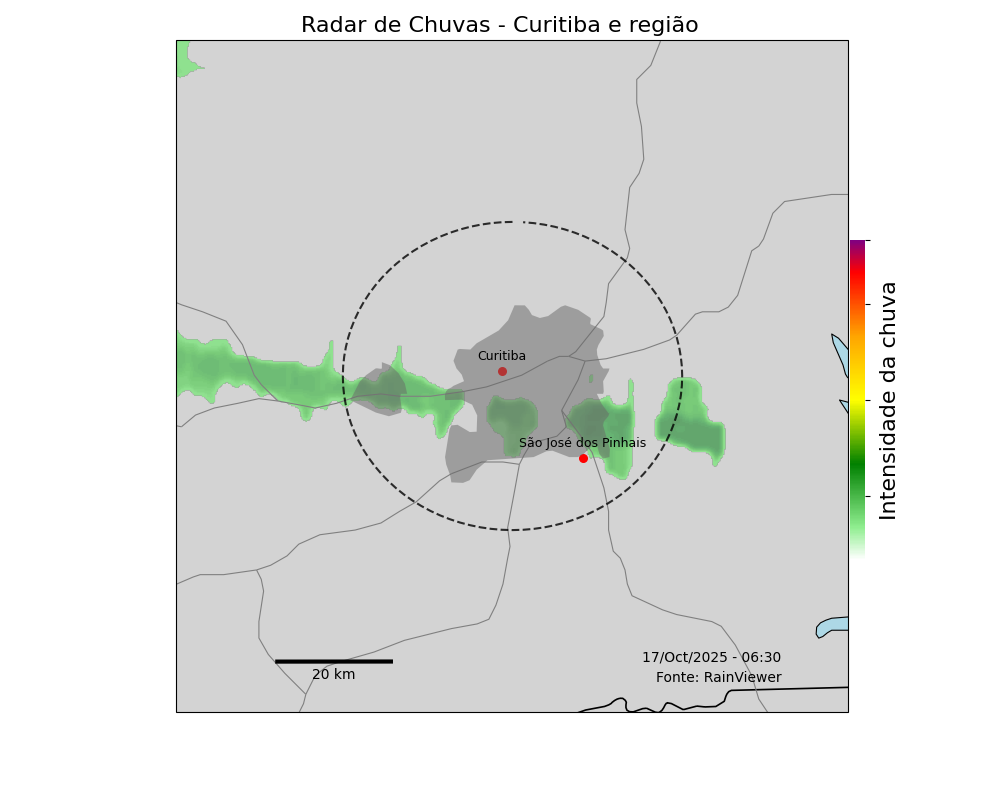 Radar de Chuvas - Curitiba e região
Curitiba
São José dos Pinhais
Intensidade da chuva
20 km
17/Oct/2025 - 06:30
Fonte: RainViewer